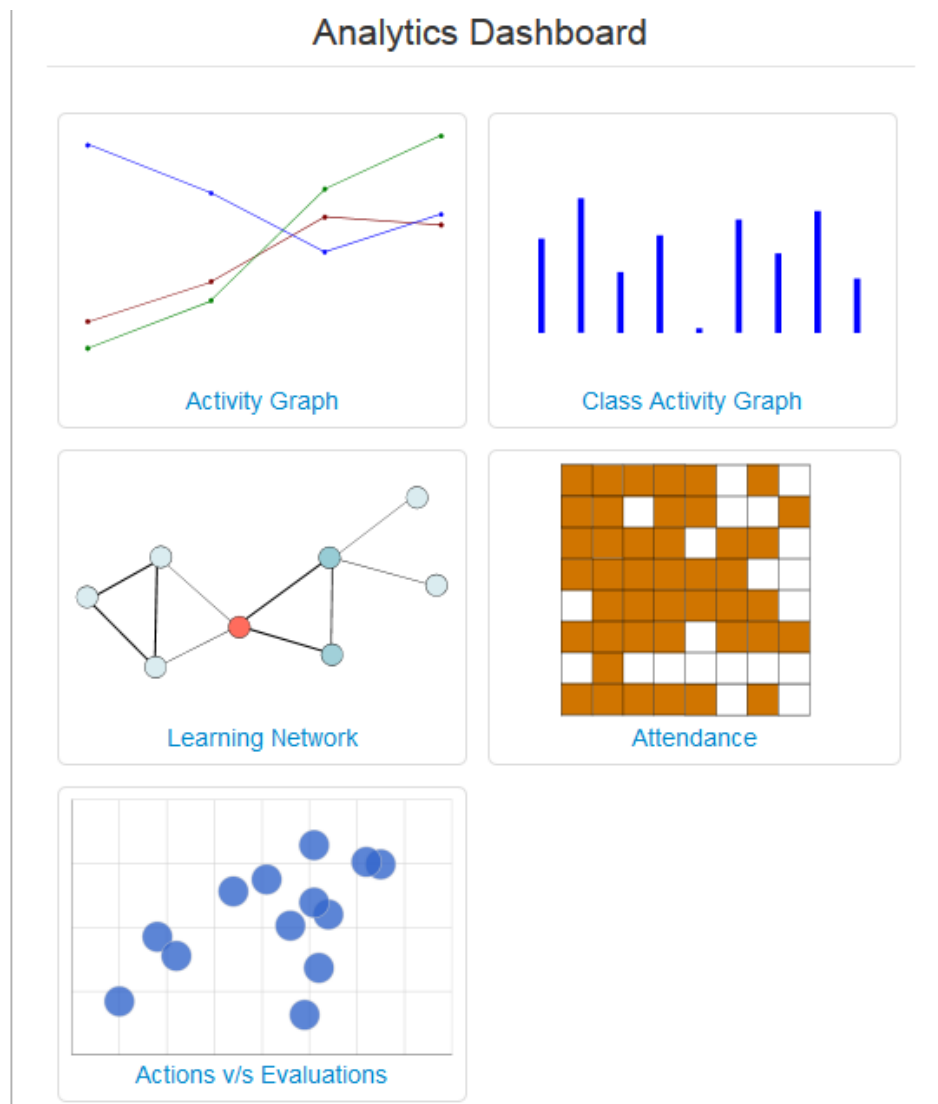 Analytics Dashboard
Activity Graph
Class Activity Graph
Learning Network
Attendance
Actions v/s Evaluations